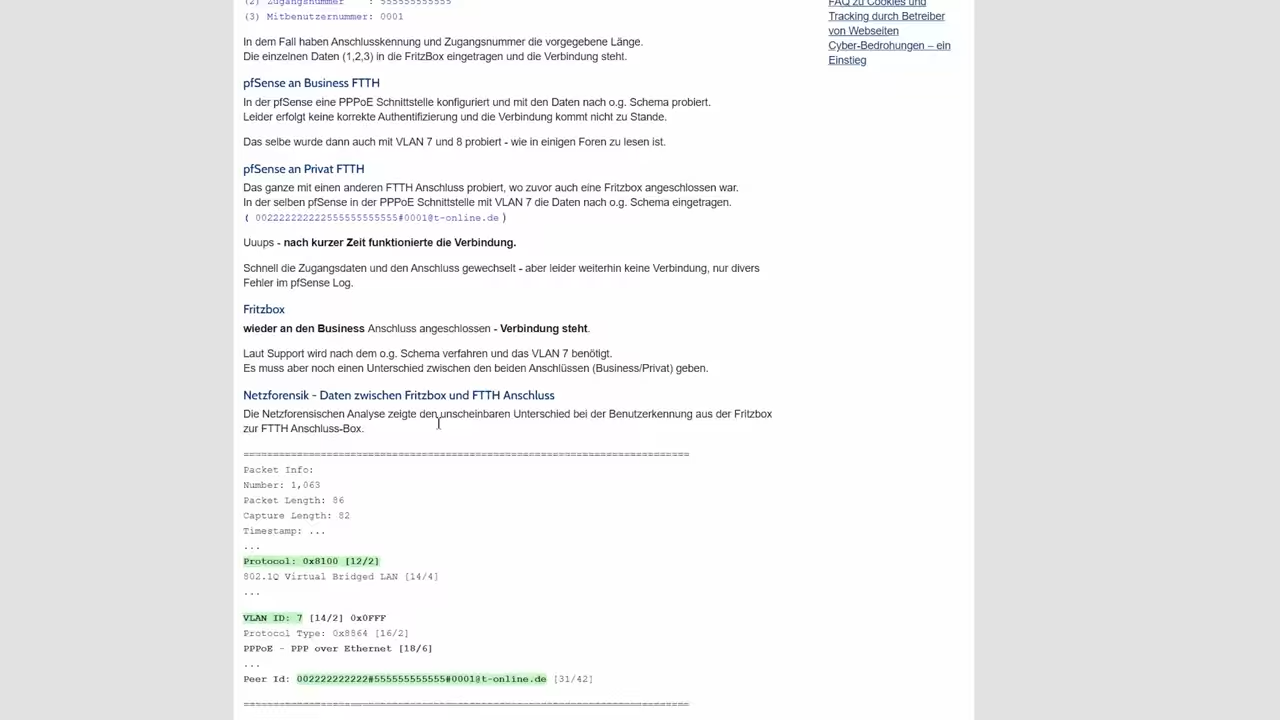 (2) Zugangsnummer    : 555555555555
(3) Mitbenutzernummer: 0001
In dem Fall haben Anschlusskennung und Zugangsnummer die vorgegebene Länge.
Die einzelnen Daten (1,2,3) in die FritzBox eingetragen und die Verbindung steht.
pfSense an Business FTTH
In der pfSense eine PPPoE Schnittstelle konfiguriert und mit den Daten nach o.g. Schema probiert.
Leider erfolgt keine korrekte Authentifizierung und die Verbindung kommt nicht zu Stande.
Das selbe wurde dann auch mit VLAN 7 und 8 probiert - wie in einigen Foren zu lesen ist.
pfSense an Privat FTTH
Das ganze mit einen anderen FTTH Anschluss probiert, wo zuvor auch eine Fritzbox angeschlossen war.
In der selben pfSense in der PPPoE Schnittstelle mit VLAN 7 die Daten nach o.g. Schema eingetragen.
( 002222222222555555555555#0001@t-online.de )
Uuups - nach kurzer Zeit funktionierte die Verbindung.
Schnell die Zugangsdaten und den Anschluss gewechselt - aber leider weiterhin keine Verbindung, nur divers
Fehler im pfSense Log.
Fritzbox
wieder an den Business Anschluss angeschlossen - Verbindung steht.
Laut Support wird nach dem o.g. Schema verfahren und das VLAN 7 benötigt.
Es muss aber noch einen Unterschied zwischen den beiden Anschlüssen (Business/Privat) geben.
Netzforensik - Daten zwischen Fritzbox und FTTH Anschluss
Die Netzforensischen Analyse zeigte den unscheinbaren Unterschied bei der Benutzerkennung aus der Fritzbox
zur FTTH Anschluss-Box.
===========================================================================
Packet Info:
Number: 1,063
Packet Length: 86
Capture Length: 82
Timestamp: ...
...
Protocol: 0x8100 [12/2]
802.1Q Virtual Bridged LAN [14/4]
...
VLAN ID: 7 [14/2] 0x0FFF
Protocol Type: 0x8864 [16/2]
PPPoE - PPP over Ethernet [18/6]
...
Peer Id: 002222222222#555555555555#0001@t-online.de [31/42]
===========================================================================
FAQ zu Cookies und
Tracking durch Betreiber
von Webseiten
Cyber-Bedrohungen – ein
Einstieg